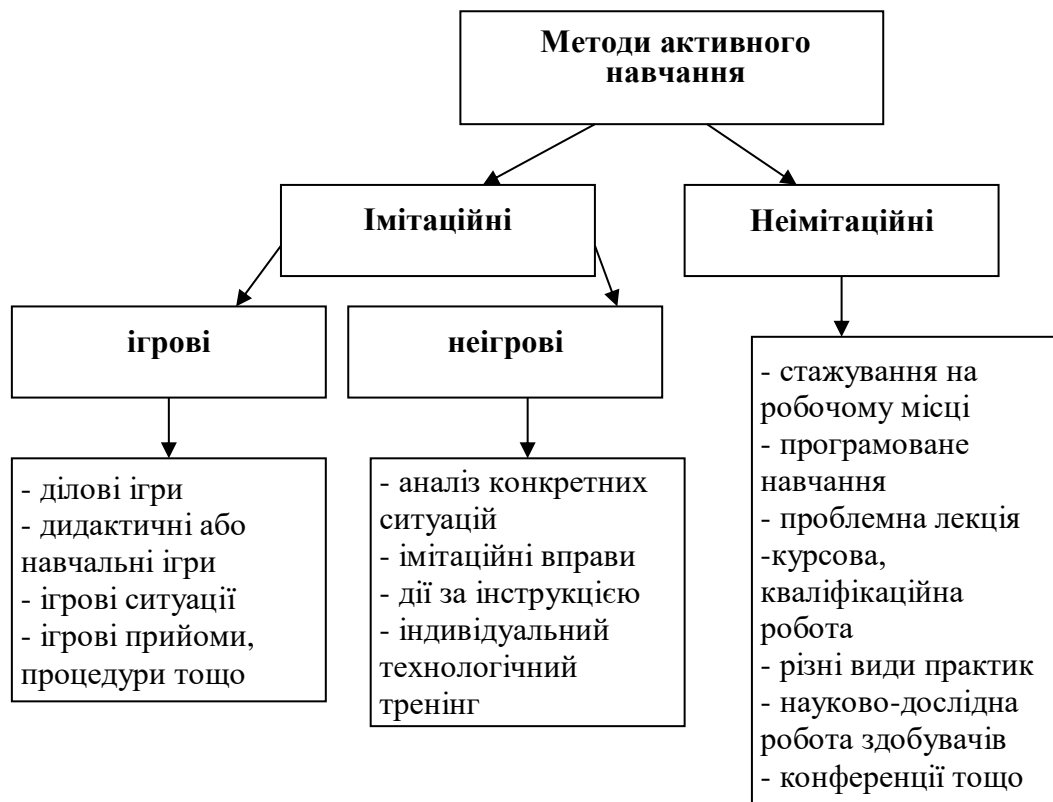 Методи активного
навчання
Імітаційні
Неімітаційні
ігрові
неігрові
- ділові ігри
- дидактичні або
навчальні ігри
- ігрові ситуації
- ігрові прийоми,
процедури тощо
- аналіз конкретних
ситуацій
- імітаційні вправи
- дії за інструкцією
- індивідуальний
технологічний
тренінг
- стажування на
робочому місці
- програмоване
навчання
- проблемна лекція
-курсова,
кваліфікаційна
робота
- різні види практик
- науково-дослідна
робота здобувачів
- конференції тощо